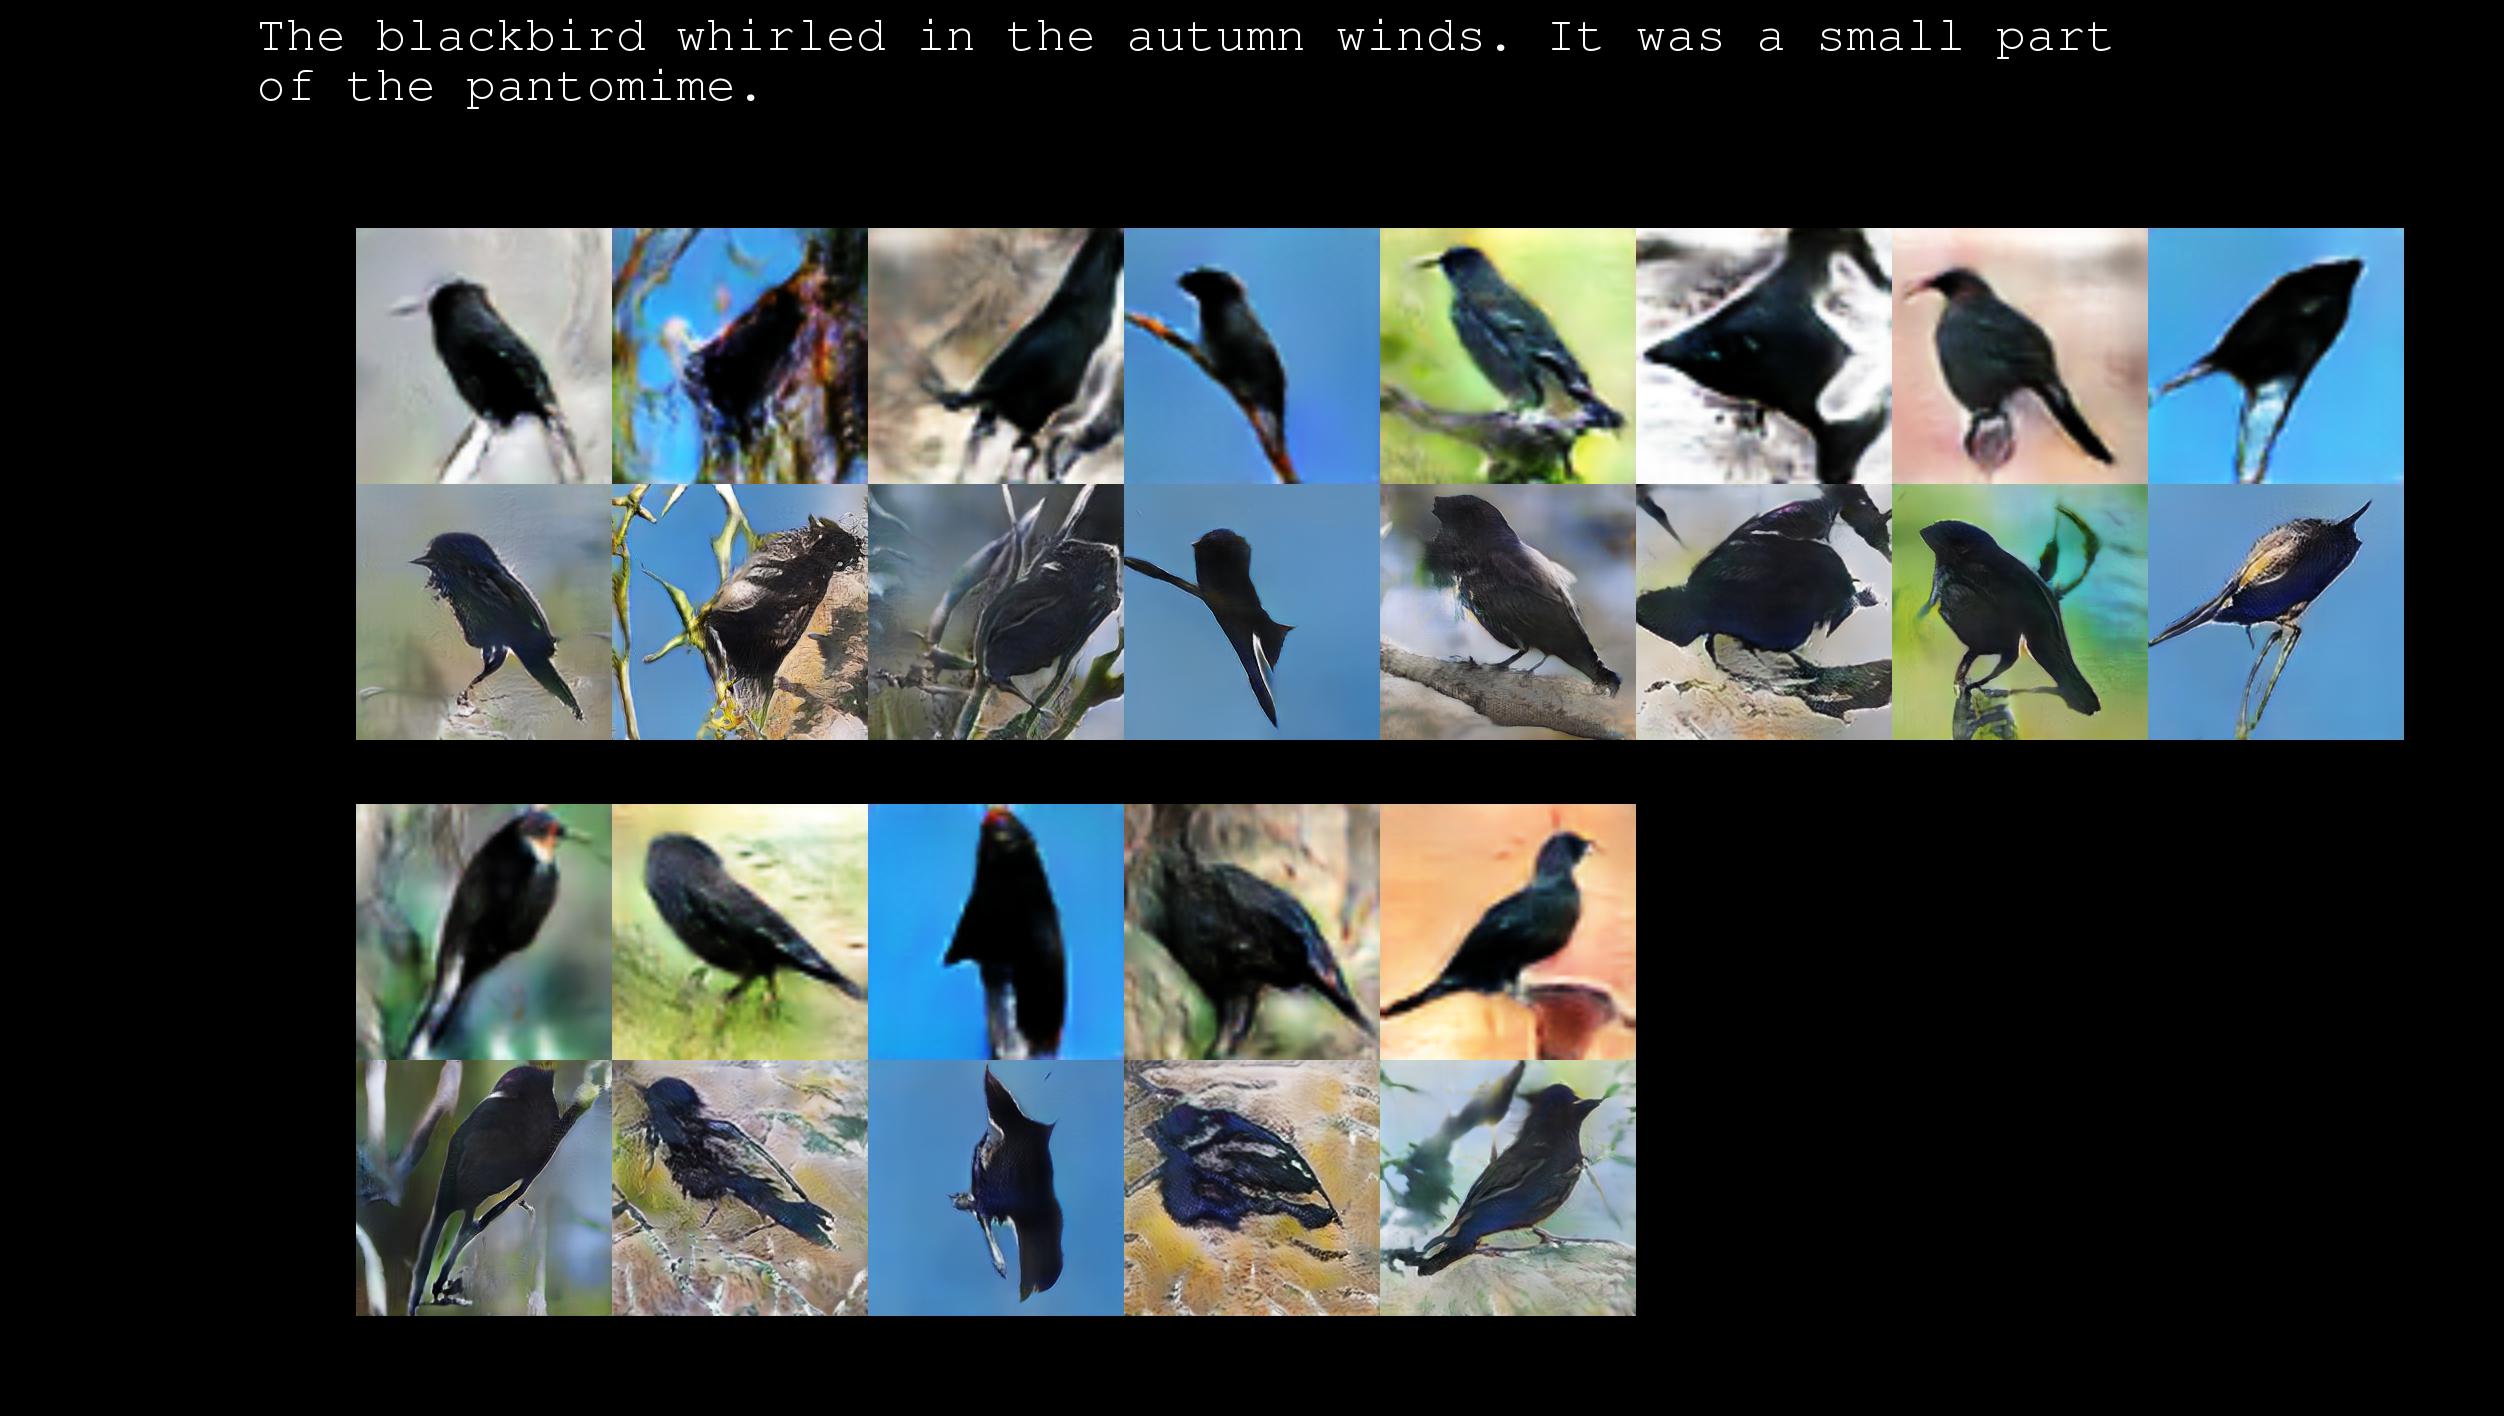 The blackbird whirled in the autumn winds. It was a small part
of the pantomime.